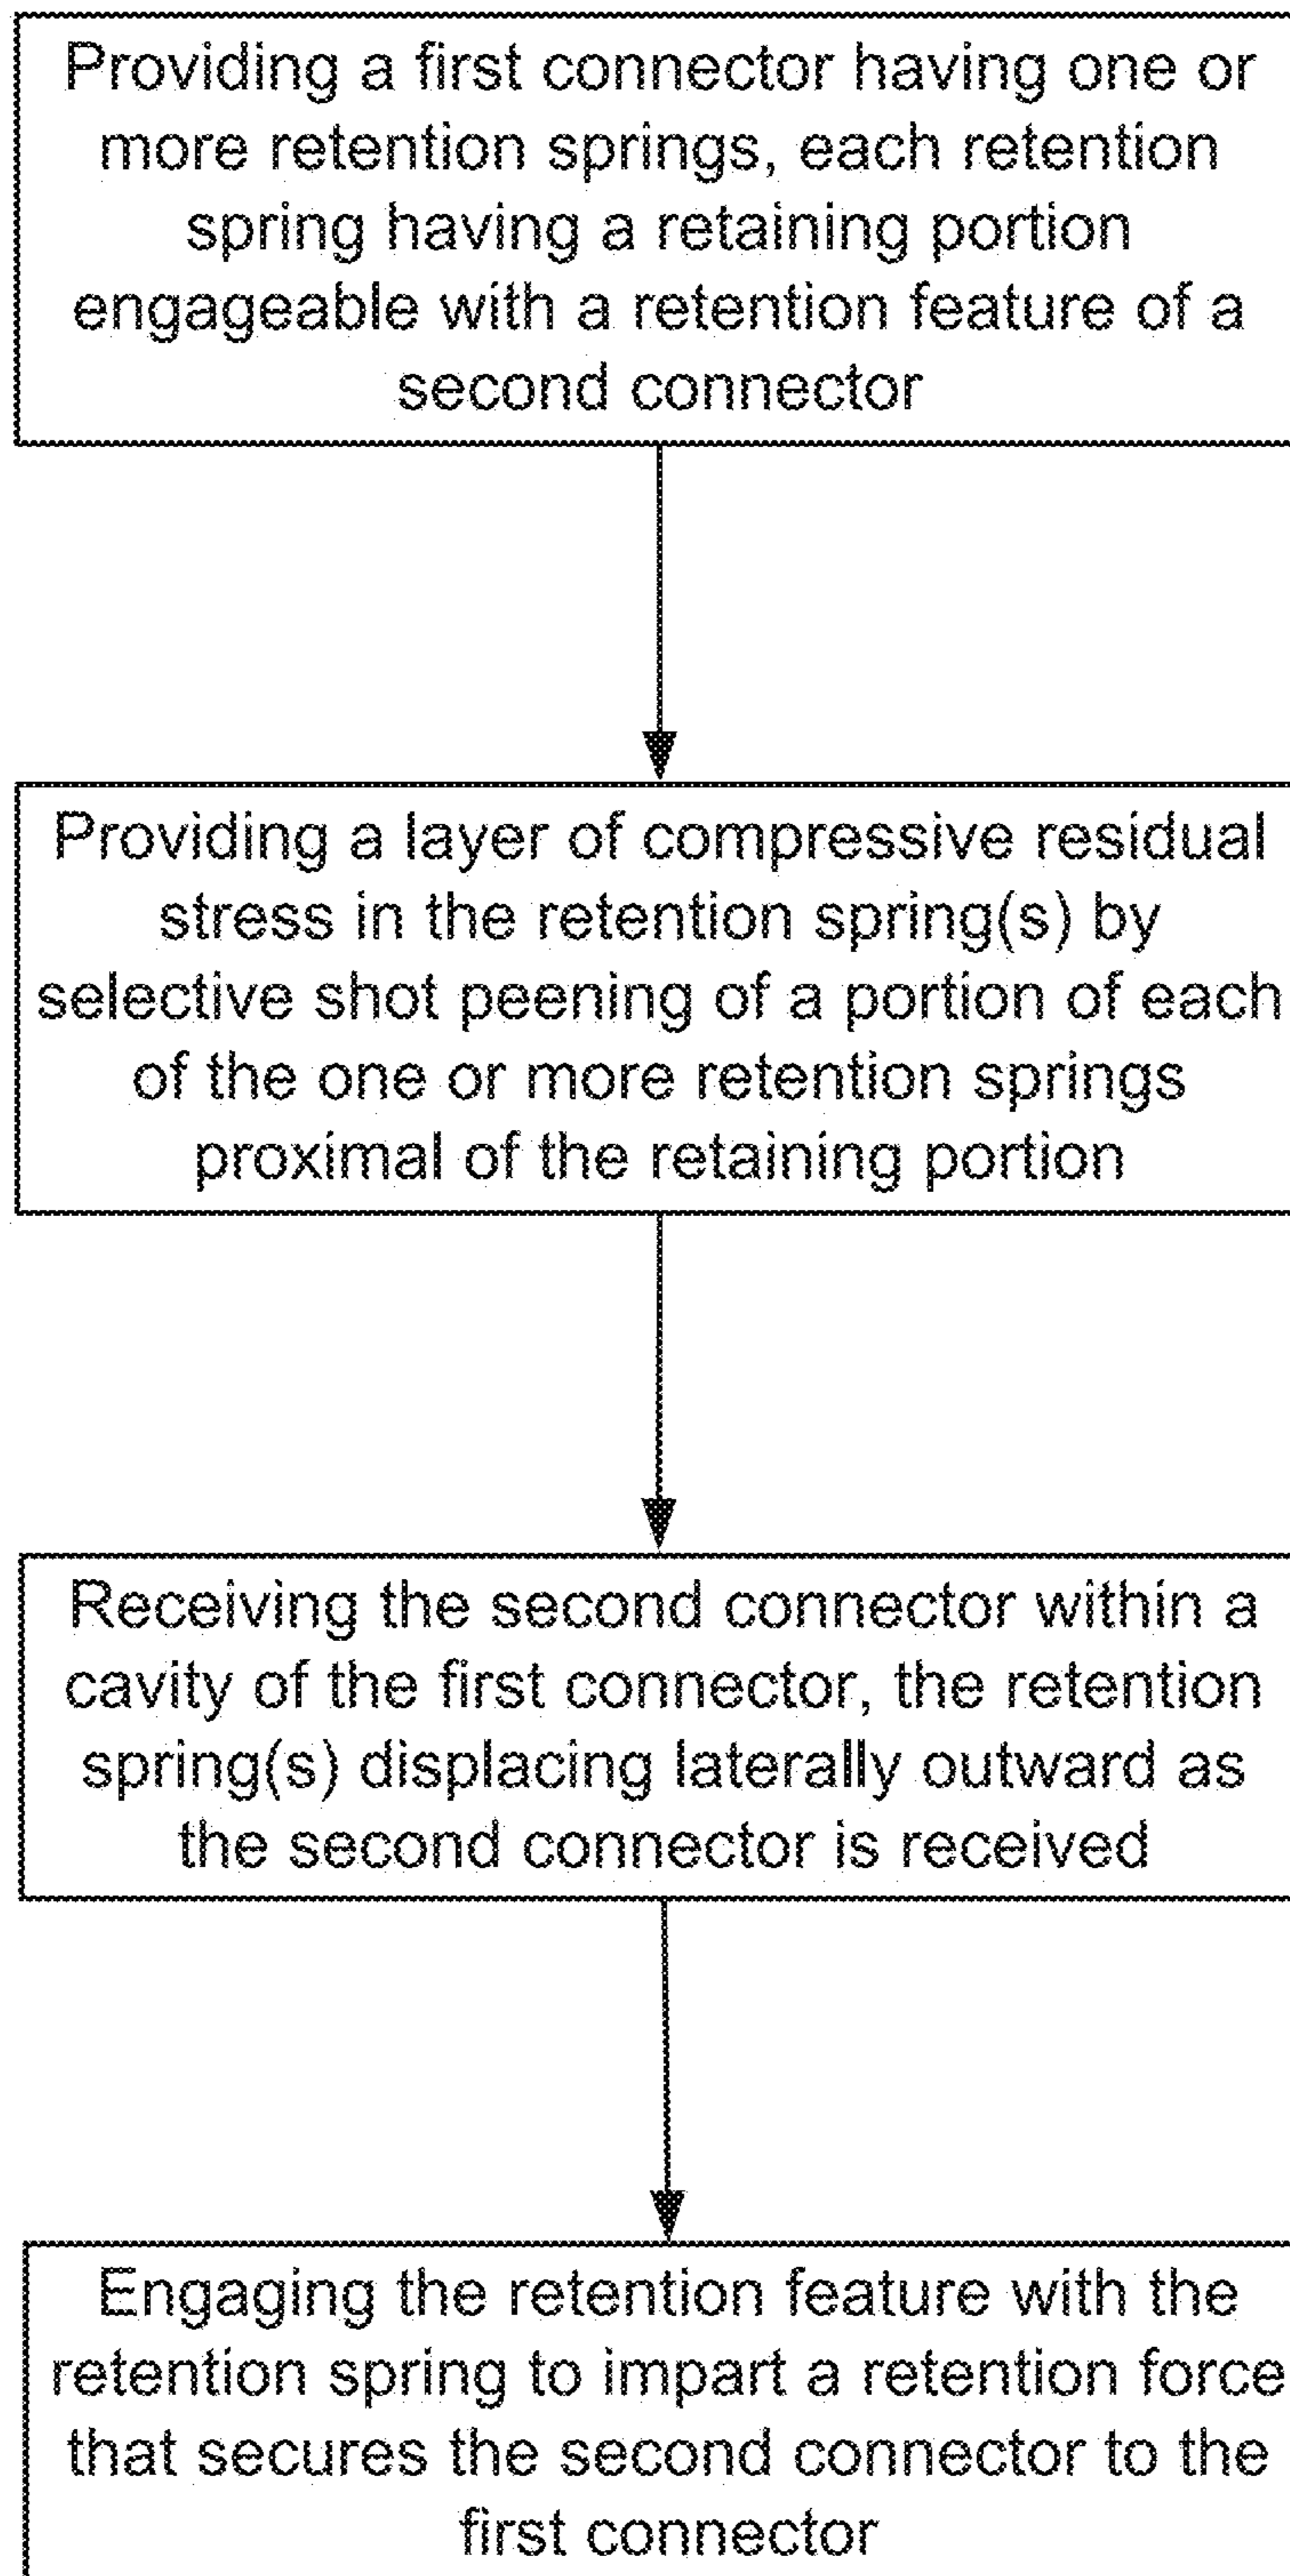 Providing a first connector having one or
more retention springs, each retention
spring having a retaining portion
engageable with a retention feature of a
second connector
Providing a layer of compressive residual
stress in the retention spring(s) by
selective shot peening of a portion of each
of the one or more retention springs
proximal of the retaining portion
Receiving the second connector within a
cavity of the first connector, the retention
spring(s) displacing laterally outward as
the second connector is received
Engaging the retention feature with the
retention spring to impart a retention force
that secures the second connector to the
first connector